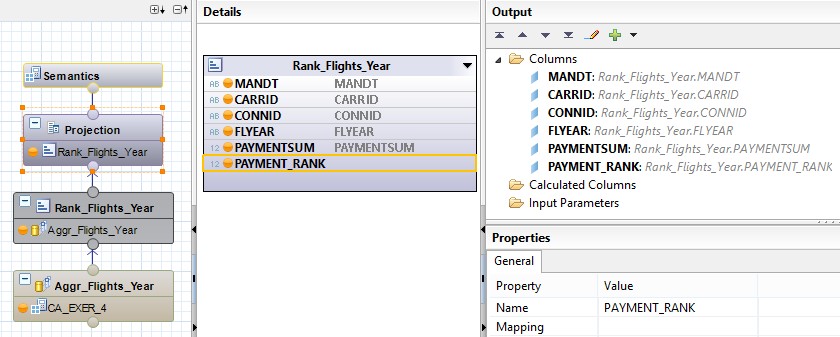 Semantics
Projection
Rank_Flights_Year
Rank_Flights_Year
Aggr_Flights_Year
Aggr_Flights_Year
CA_EXER_4
Details
Rank_Flights_Year
AB MANDT MANDT
AB CARRID CARRID
AB CONNID CONNID
AB FLYEAR FLYEAR
12 PAYMENTSUM PAYMENTSUM
12 PAYMENT_RANK
Output
Columns
MANDT: Rank_Flights_Year.MANDT
CARRID: Rank_Flights_Year.CARRID
CONNID: Rank_Flights_Year.CONNID
FLYEAR: Rank_Flights_Year.FLYEAR
PAYMENTSUM: Rank_Flights_Year.PAYMENTSUM
PAYMENT_RANK: Rank_Flights_Year.PAYMENT_RANK
Calculated Columns
Input Parameters
Properties
General
Property Value
Name PAYMENT_RANK
Mapping